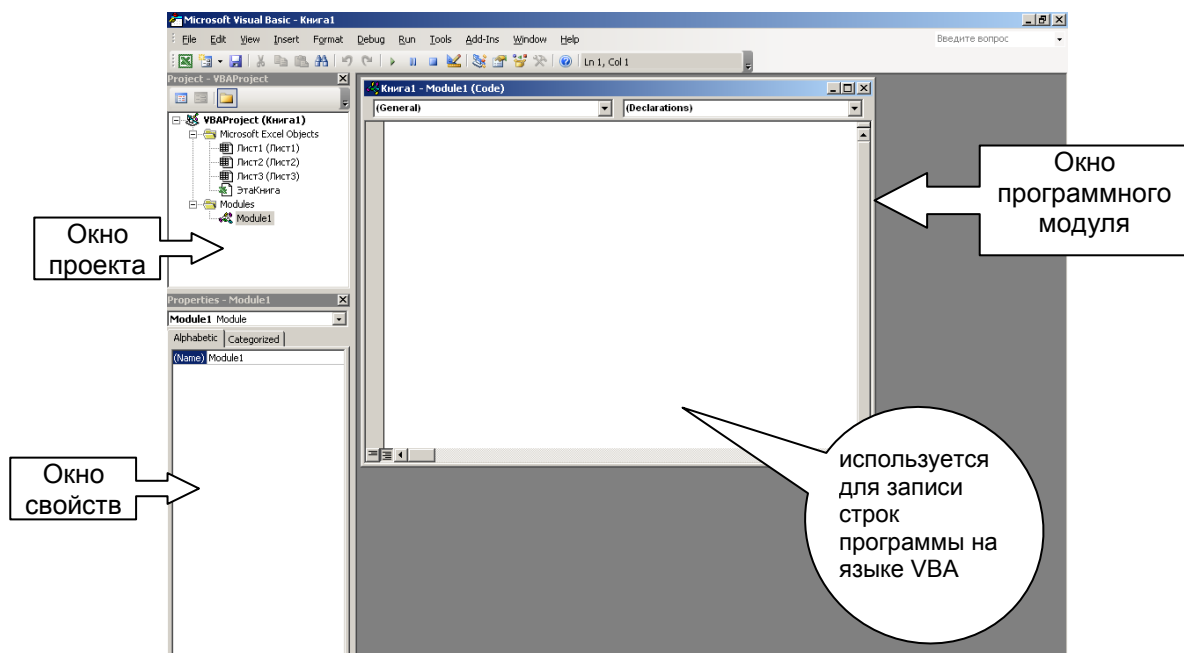 Microsoft Visual Basic - Книга1
File Edit View Insert Format Debug Run Tools Add-Ins Window Help
Введите вопрос
Ln 1, Col 1
Project - VBAProject
VBAProject (Книга1)
Microsoft Excel Objects
Лист1 (Лист1)
Лист2 (Лист2)
Лист3 (Лист3)
ЭтаКнига
Modules
Module1
Properties - Module1
Module1 Module
Alphabetic Categorized
(Name) Module1
Книга1 - Module1 (Code)
(General) (Declarations)
Окно
проекта
Окно
свойств
Окно
программного
модуля
используется
для записи
строк
программы на
языке VBA